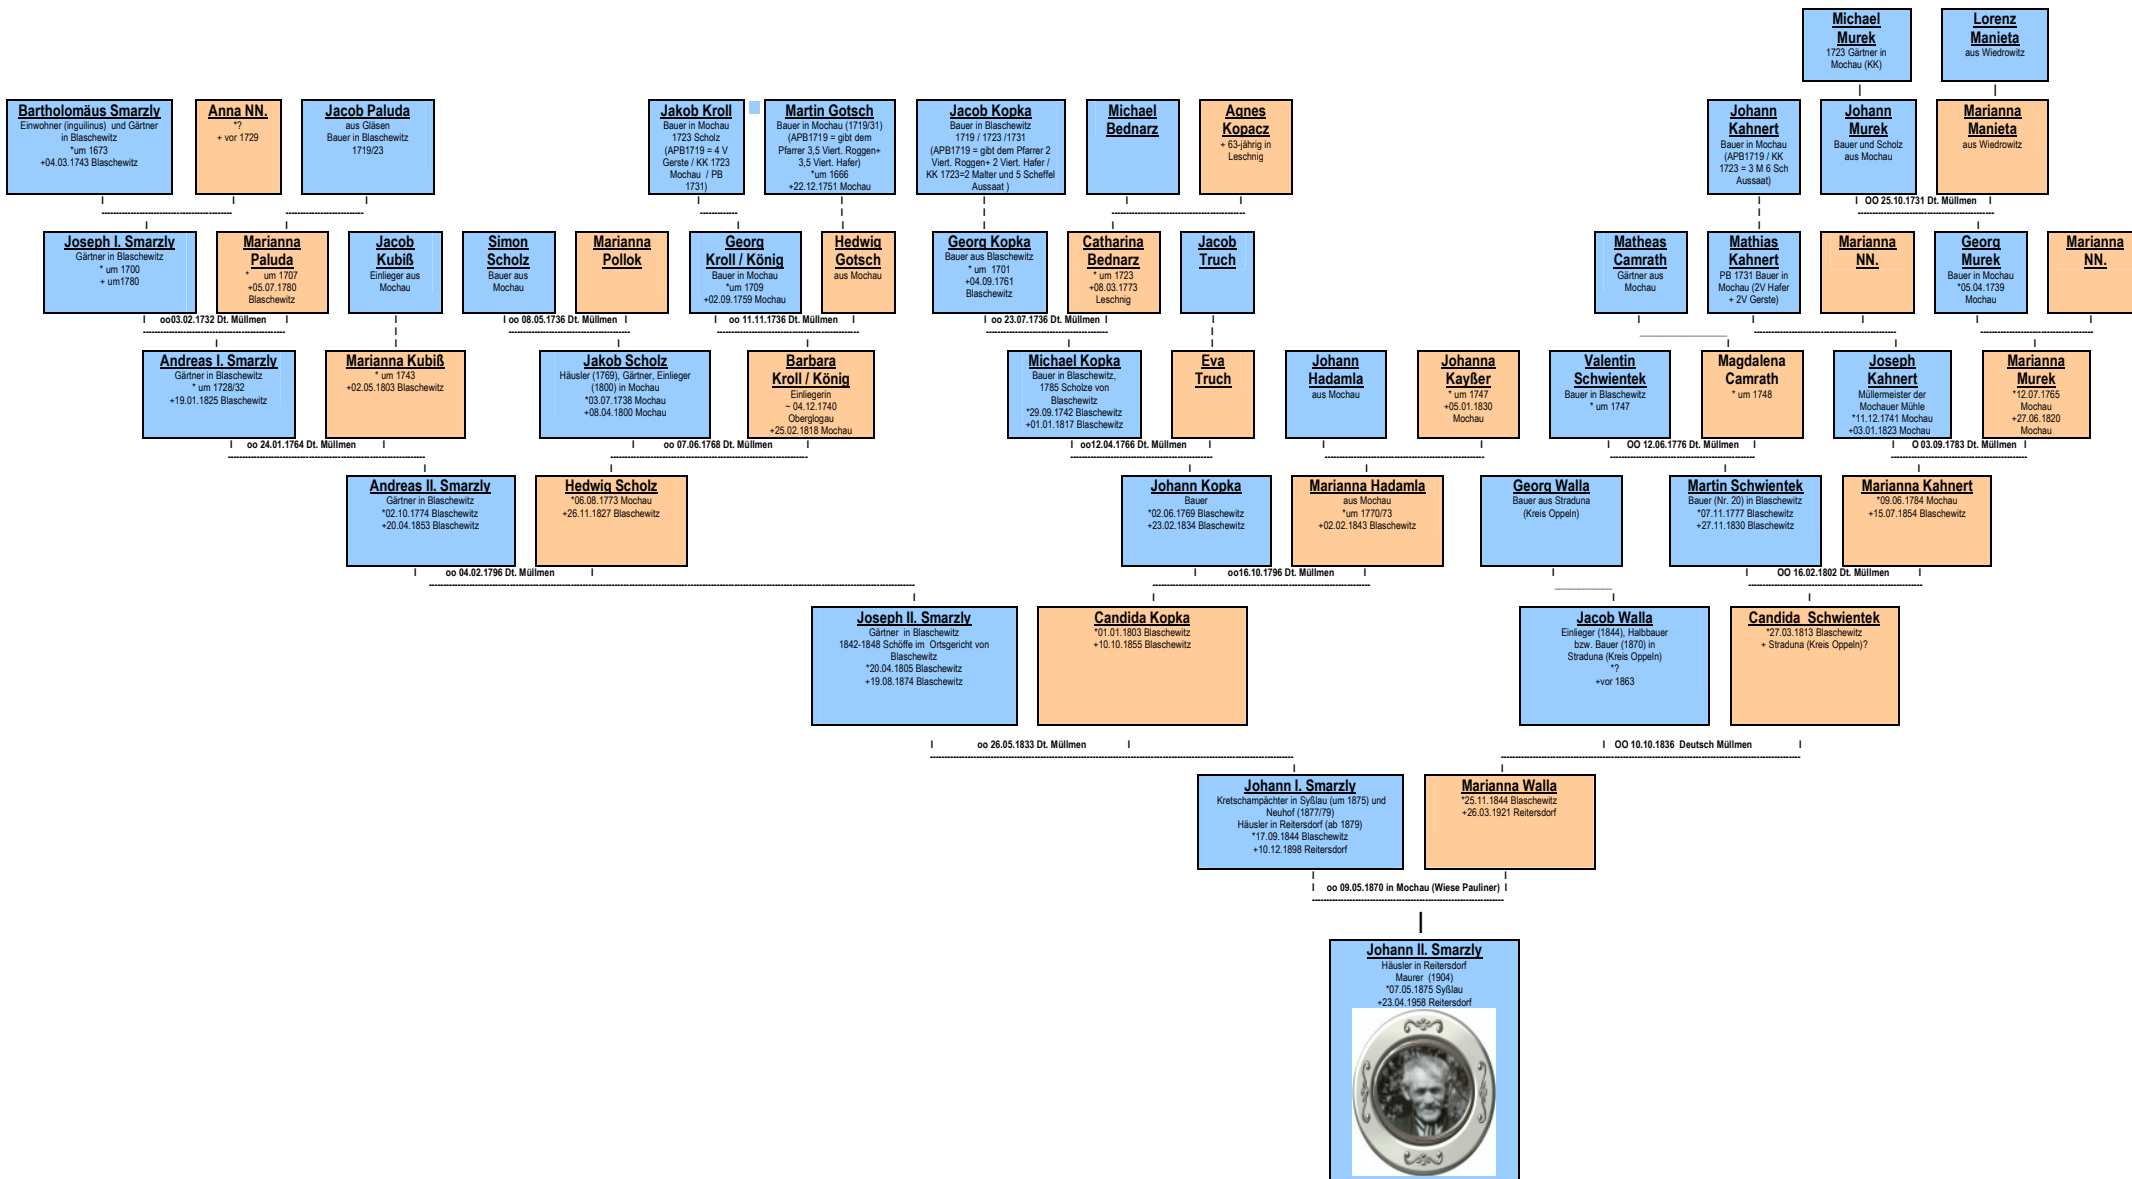 Michael
Murek
1723 Gärtner in
Mochau (KK)
Lorenz
Manieta
aus Wiedrowitz
Bartholomäus Smarzly
Einwohner (inguilinus) und Gärtner
in Blaschewitz
*um 1673
+04.03.1743 Blaschewitz
Anna NN.
*?
+ vor 1729
Jacob Paluda
aus Gläsen
Bauer in Blaschewitz
1719/23
Jakob Kroll
Bauer in Mochau
1723 Scholz
(APB1719 = 4 V
Gerste / KK 1723
Mochau / PB
1731)
Martin Gotsch
Bauer in Mochau (1719/31)
(APB1719 = gibt dem
Pfarrer 3,5 Viert. Roggen+
3,5 Viert. Hafer)
*um 1666
+22.12.1751 Mochau
Jacob Kopka
Bauer in Blaschewitz
1719 / 1723 /1731
(APB1719 = gibt dem Pfarrer 2
Viert. Roggen+ 2 Viert. Hafer /
KK 1723=2 Malter und 5 Scheffel
Aussaat )
Michael
Bednarz
Agnes
Kopacz
+ 63-jährig in
Leschnig
Johann
Kahnert
Bauer in Mochau
(APB1719 / KK
1723 = 3 M 6 Sch
Aussaat)
Johann
Murek
Bauer und Scholz
aus Mochau
Marianna
Manieta
aus Wiedrowitz
OO 25.10.1731 Dt. Müllmen
Joseph I. Smarzly
Gärtner in Blaschewitz
* um 1700
+ um1780
Marianna
Paluda
* um 1707
+05.07.1780
Blaschewitz
Jacob
Kubiß
Einlieger aus
Mochau
Simon
Scholz
Bauer aus
Mochau
Marianna
Pollok
Georg
Kroll / König
Bauer in Mochau
*um 1709
+02.09.1759 Mochau
Hedwig
Gotsch
aus Mochau
Georg Kopka
Bauer aus Blaschewitz
* um 1701
+04.09.1761
Blaschewitz
Catharina
Bednarz
* um 1723
+08.03.1773
Leschnig
Jacob
Truch
Matheas
Camrath
Gärtner aus
Mochau
Mathias
Kahnert
PB 1731 Bauer in
Mochau (2V Hafer
+ 2V Gerste)
Marianna
NN.
Georg
Murek
Bauer in Mochau
*05.04.1739
Mochau
Marianna
NN.
oo03.02.1732 Dt. Müllmen
oo 08.05.1736 Dt. Müllmen
oo 11.11.1736 Dt. Müllmen
oo 23.07.1736 Dt. Müllmen
Andreas I. Smarzly
Gärtner in Blaschewitz
* um 1728/32
+19.01.1825 Blaschewitz
Marianna Kubiß
* um 1743
+02.05.1803 Blaschewitz
Jakob Scholz
Häusler (1769), Gärtner, Einlieger
(1800) in Mochau
*03.07.1738 Mochau
+08.04.1800 Mochau
Barbara
Kroll / König
Einliegerin
~ 04.12.1740
Oberglogau
+25.02.1818 Mochau
Michael Kopka
Bauer in Blaschewitz,
1785 Scholze von
Blaschewitz
*29.09.1742 Blaschewitz
+01.01.1817 Blaschewitz
Eva
Truch
Johann
Hadamla
aus Mochau
Johanna
Kayßer
* um 1747
+05.01.1830
Mochau
Valentin
Schwientek
Bauer in Blaschewitz
* um 1747
Magdalena
Camrath
* um 1748
Joseph
Kahnert
Müllermeister der
Mochauer Mühle
*11.12.1741 Mochau
+03.01.1823 Mochau
Marianna
Murek
*12.07.1765
Mochau
+27.06.1820
Mochau
oo 24.01.1764 Dt. Müllmen
oo 07.06.1768 Dt. Müllmen
oo12.04.1766 Dt. Müllmen
OO 12.06.1776 Dt. Müllmen
O 03.09.1783 Dt. Müllmen
Andreas II. Smarzly
Gärtner in Blaschewitz
*02.10.1774 Blaschewitz
+20.04.1853 Blaschewitz
Hedwig Scholz
*06.08.1773 Mochau
+26.11.1827 Blaschewitz
Johann Kopka
Bauer
*02.06.1769 Blaschewitz
+23.02.1834 Blaschewitz
Marianna Hadamla
aus Mochau
*um 1770/73
+02.02.1843 Blaschewitz
Georg Walla
Bauer aus Straduna
(Kreis Oppeln)
Martin Schwientek
Bauer (Nr. 20) in Blaschewitz
*07.11.1777 Blaschewitz
+27.11.1830 Blaschewitz
Marianna Kahnert
*09.06.1784 Mochau
+15.07.1854 Blaschewitz
oo 04.02.1796 Dt. Müllmen
oo16.10.1796 Dt. Müllmen
OO 16.02.1802 Dt. Müllmen
Joseph II. Smarzly
Gärtner in Blaschewitz
1842-1848 Schöffe im Ortsgericht von
Blaschewitz
*20.04.1805 Blaschewitz
+19.08.1874 Blaschewitz
Candida Kopka
*01.01.1803 Blaschewitz
+10.10.1855 Blaschewitz
Jacob Walla
Einlieger (1844), Halbbauer
bzw. Bauer (1870) in
Straduna (Kreis Oppeln)
*?
+vor 1863
Candida Schwientek
*27.03.1813 Blaschewitz
+ Straduna (Kreis Oppeln)?
oo 26.05.1833 Dt. Müllmen
OO 10.10.1836 Deutsch Müllmen
Johann I. Smarzly
Kretschampächter in Syßlau (um 1875) und
Neuhof (1877/79)
Häusler in Reitersdorf (ab 1879)
*17.09.1844 Blaschewitz
+10.12.1898 Reitersdorf
Marianna Walla
*25.11.1844 Blaschewitz
+26.03.1921 Reitersdorf
oo 09.05.1870 in Mochau (Wiese Pauliner)
Johann II. Smarzly
Häusler in Reitersdorf
Maurer (1904)
*07.05.1875 Syßlau
+23.04.1958 Reitersdorf